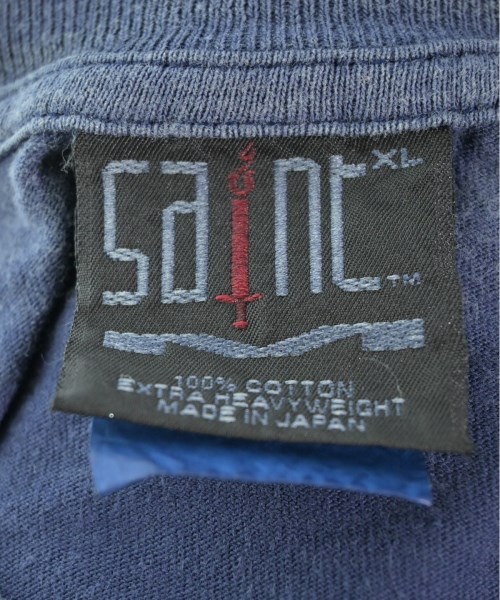 saint XL
TM
100% COTTON
EXTRA HEAVYWEIGHT
MADE IN JAPAN